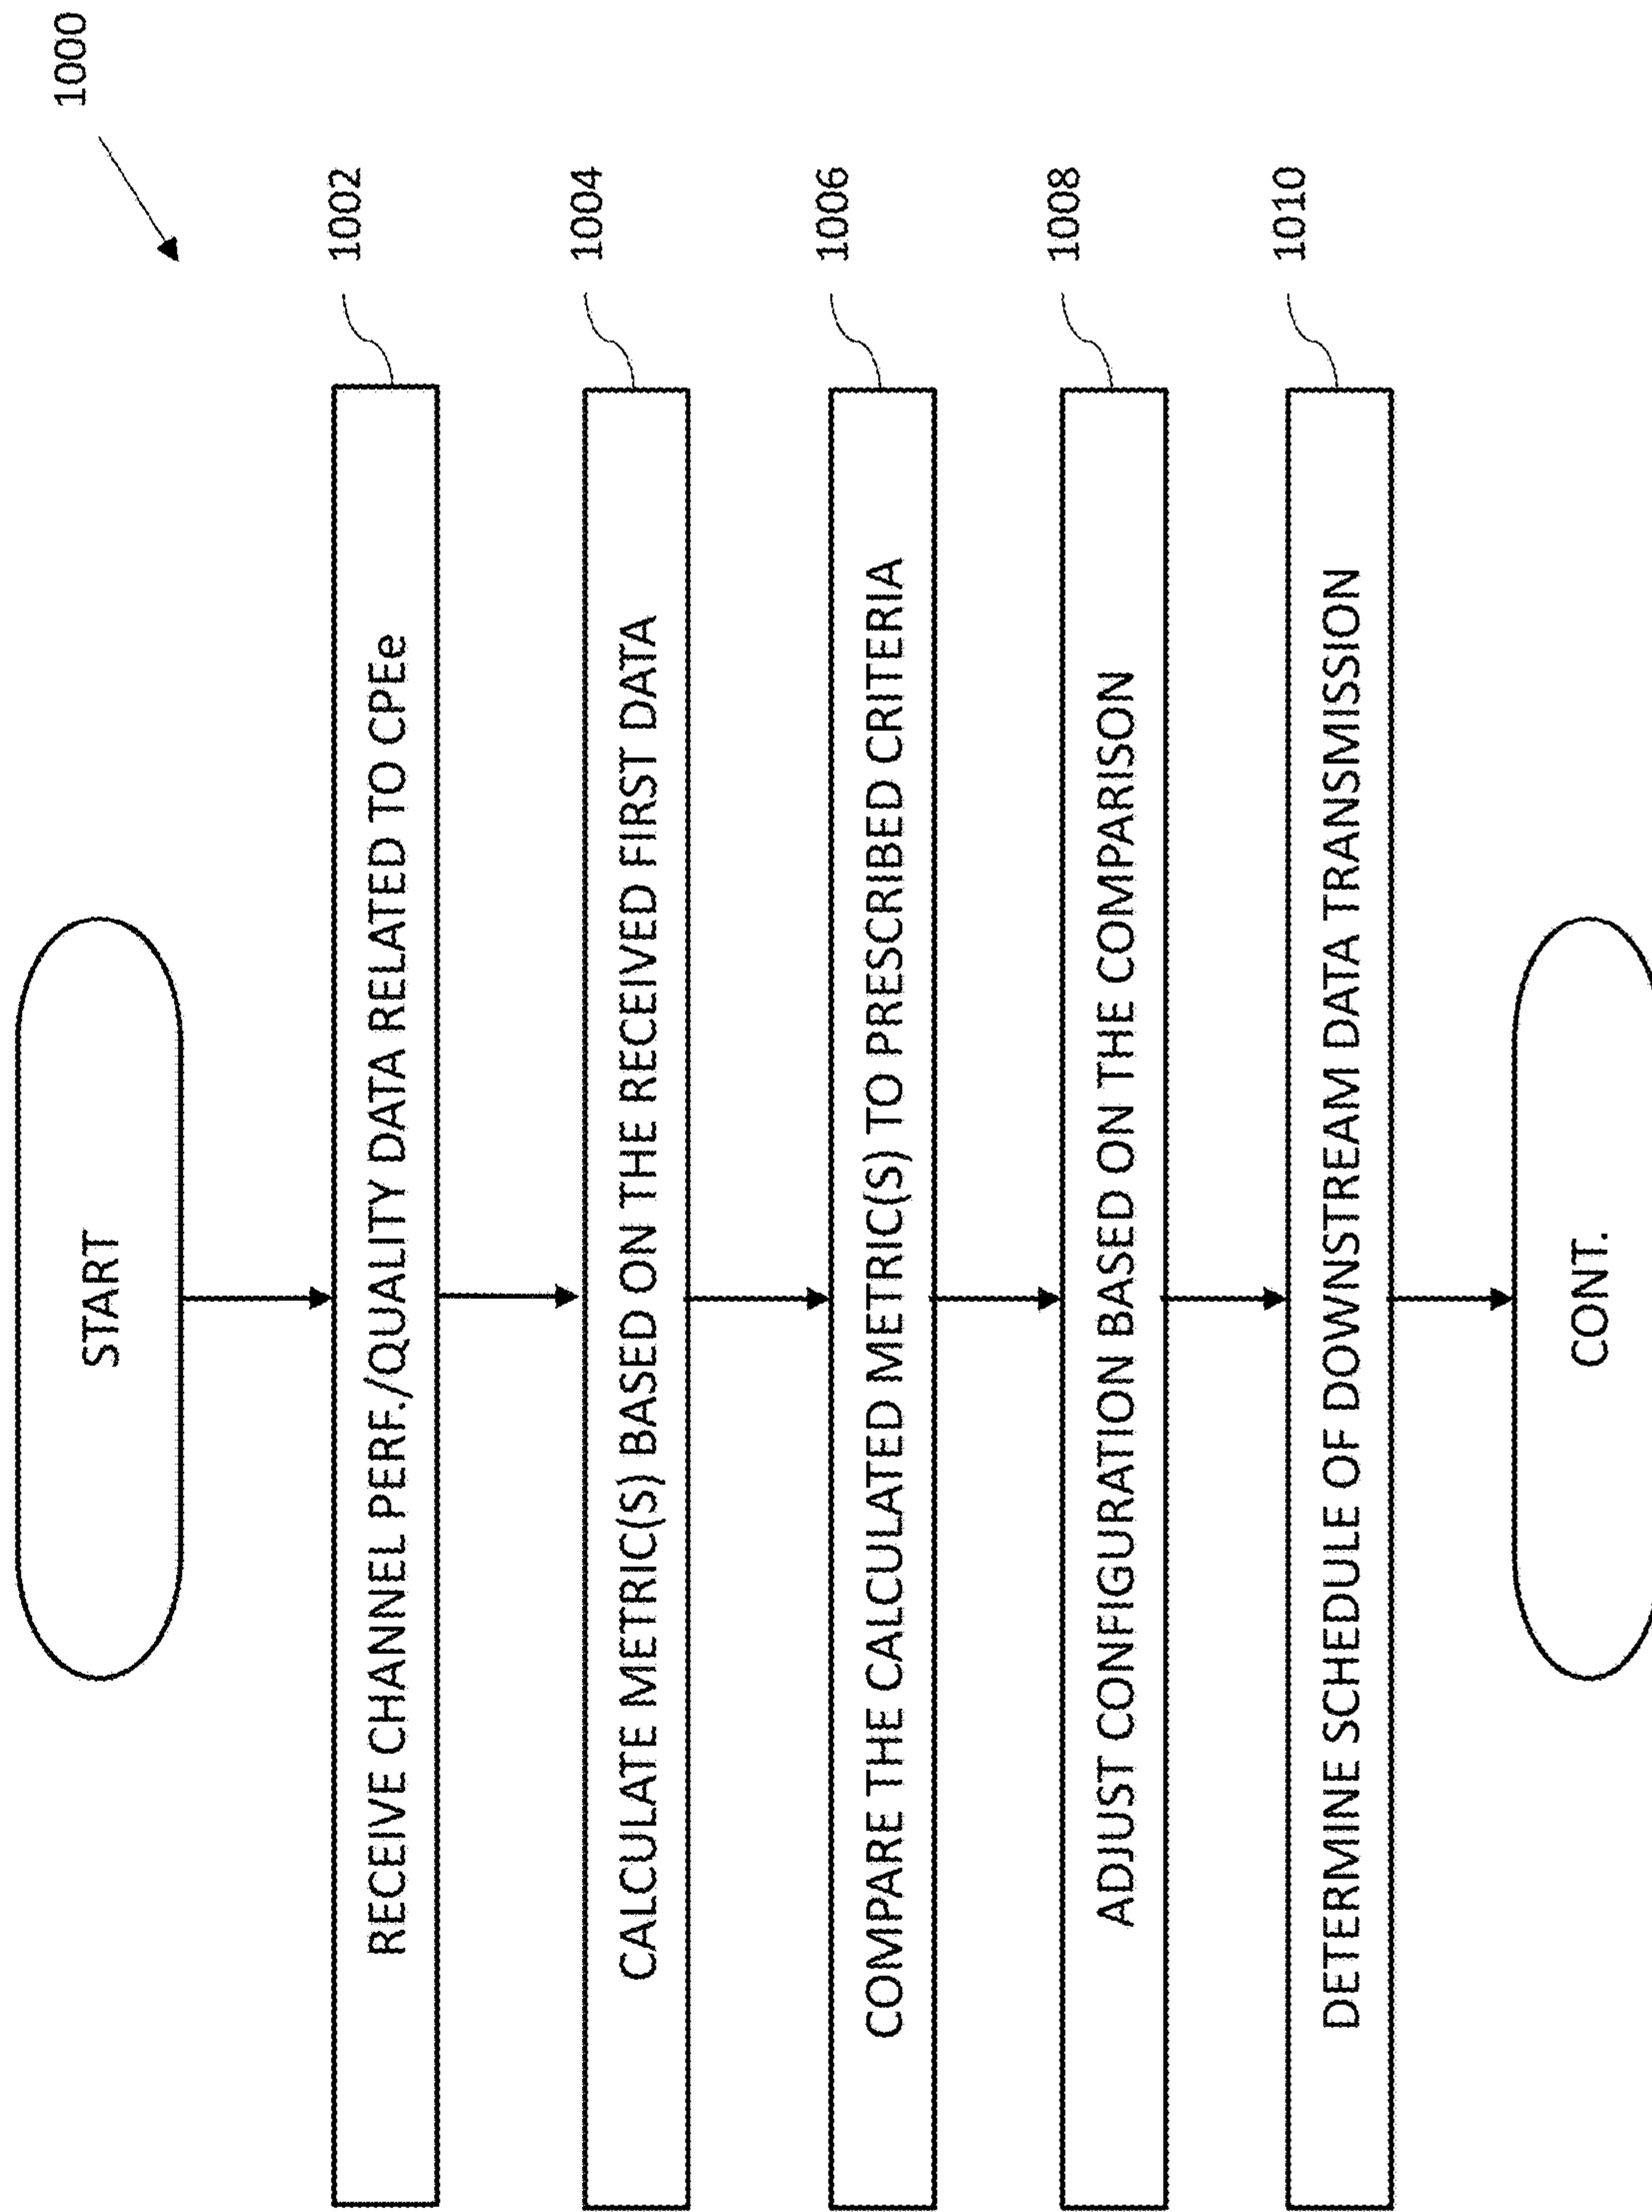 1000
START
RECEIVE CHANNEL PERF./QUALITY DATA RELATED TO CPEe
1002
CALCULATE METRIC(S) BASED ON THE RECEIVED FIRST DATA
1004
COMPARE THE CALCULATED METRIC(S) TO PRESCRIBED CRITERIA
1006
ADJUST CONFIGURATION BASED ON THE COMPARISON
1008
DETERMINE SCHEDULE OF DOWNSTREAM DATA TRANSMISSION
1010
CONT.